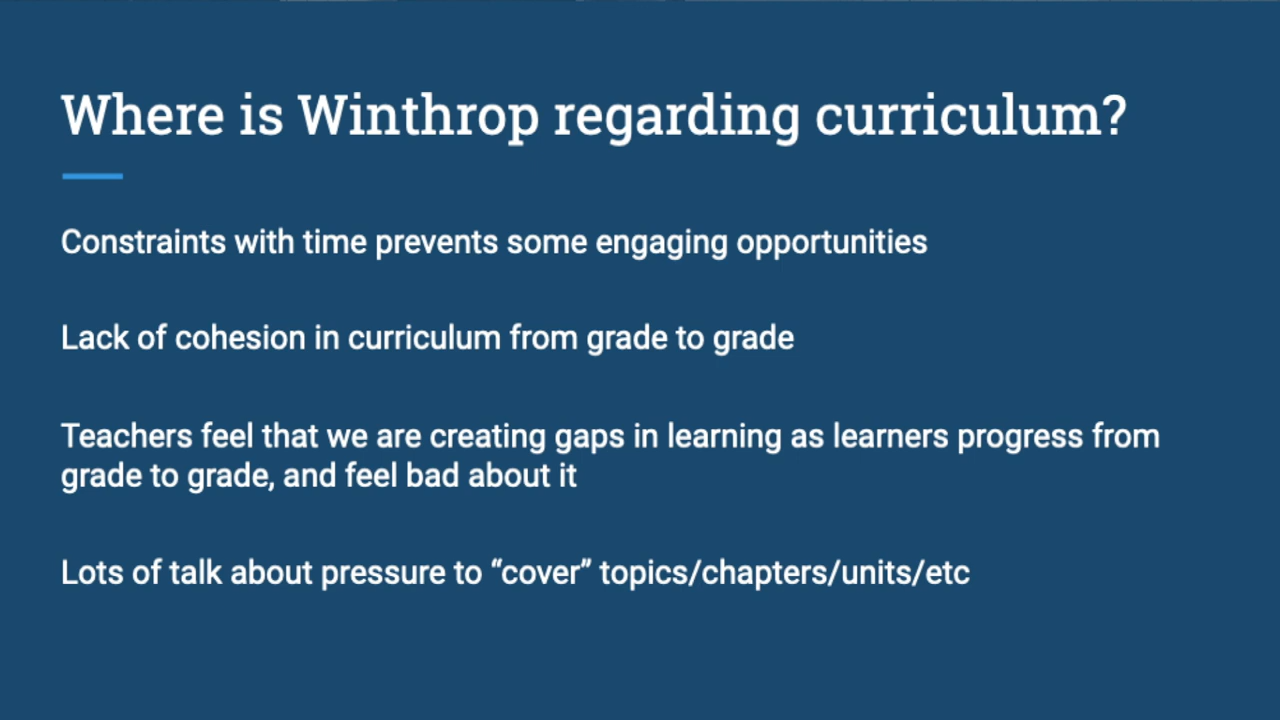 Where is Winthrop regarding curriculum?
Constraints with time prevents some engaging opportunities
Lack of cohesion in curriculum from grade to grade
Teachers feel that we are creating gaps in learning as learners progress from
grade to grade, and feel bad about it
Lots of talk about pressure to “cover” topics/chapters/units/etc